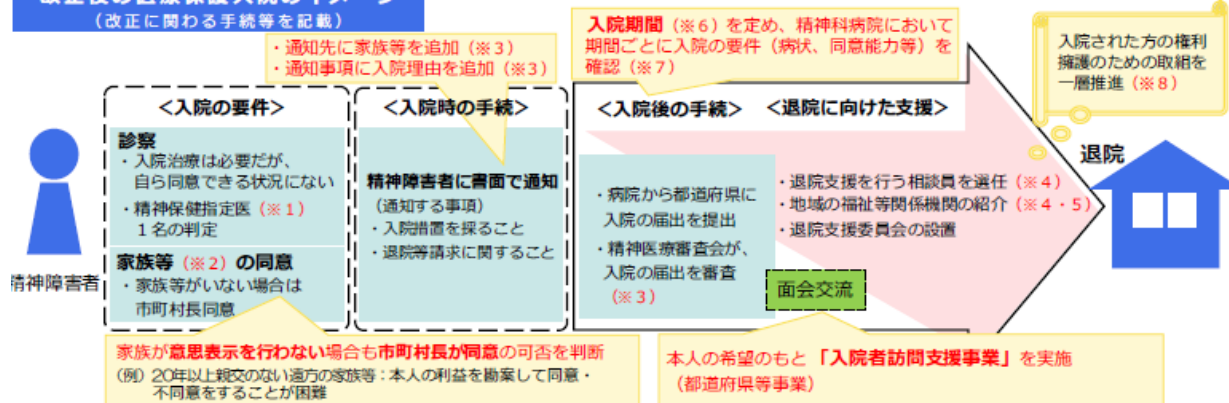 改正後の医療保護入院のイメージ
（改正に関わる手続等を記載）
・通知先に家族等を追加（※３）
・通知事項に入院理由を追加（※３）
入院期間（※６）を定め、精神科病院において
期間ごとに入院の要件（病状、同意能力等）を
確認（※７）
入院された方の権利
擁護のための取組を
一層推進（※８）
＜入院の要件＞
診察
・入院治療は必要だが、
自ら同意できる状況にない
・精神保健指定医（※１）
１名の判定
家族等（※２）の同意
・家族等がいない場合は
市町村長同意
精神障害者
＜入院時の手続＞
精神障害者に書面で通知
（通知する事項）
・入院措置を採ること
・退院等請求に関すること
＜入院後の手続＞
・病院から都道府県に
入院の届出を提出
・精神医療審査会が、
入院の届出を審査
（※３）
＜退院に向けた支援＞
・退院支援を行う相談員を選任（※４）
・地域の福祉等関係機関の紹介（※４・５）
・退院支援委員会の設置
面会交流
退院
家族が意思表示を行わない場合も市町村長が同意の可否を判断
（例）20年以上親交のない遠方の家族等：本人の利益を勘案して同意・
不同意をすることが困難
本人の希望のもと「入院者訪問支援事業」を実施
（都道府県等事業）